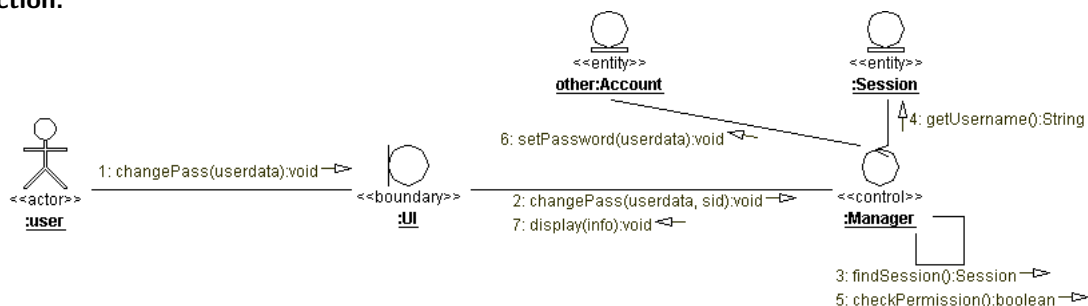 ction:
<<entity>>
other:Account
<<entity>>
:Session
4: getUsername():String
6: setPassword(userdata):void
1: changePass(userdata):void
<<actor>>
:user
<<boundary>>
:UI
2: changePass(userdata, sid):void
7: display(info):void
<<control>>
:Manager
3: findSession():Session
5: checkPermission():boolean